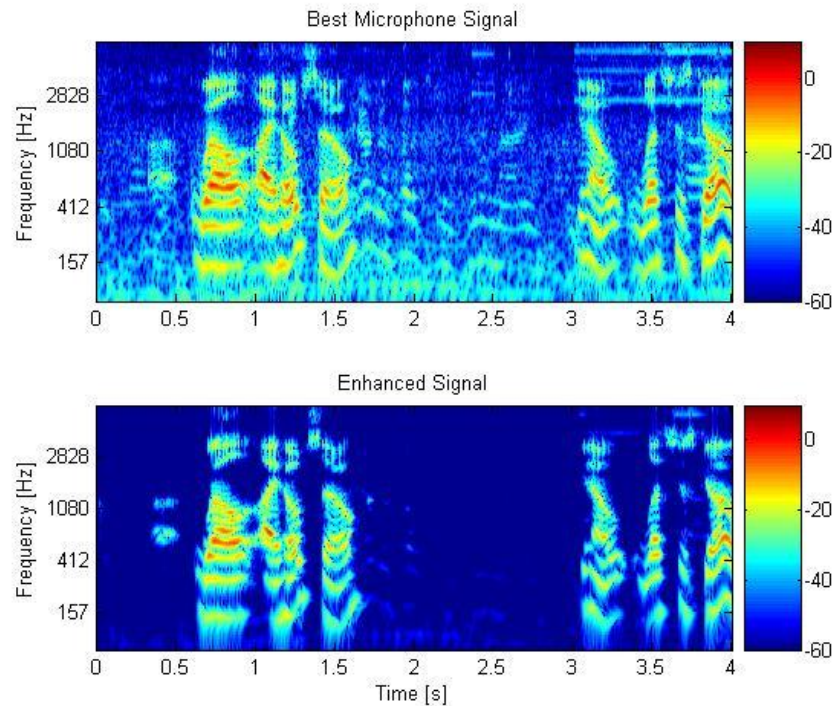 Best Microphone Signal
Frequency [Hz]
2828
1080
412
157
0 0.5 1 1.5 2 2.5 3 3.5 4
0
-20
-40
-60
Enhanced Signal
Frequency [Hz]
2828
1080
412
157
0 0.5 1 1.5 2 2.5 3 3.5 4
Time [s]
0
-20
-40
-60